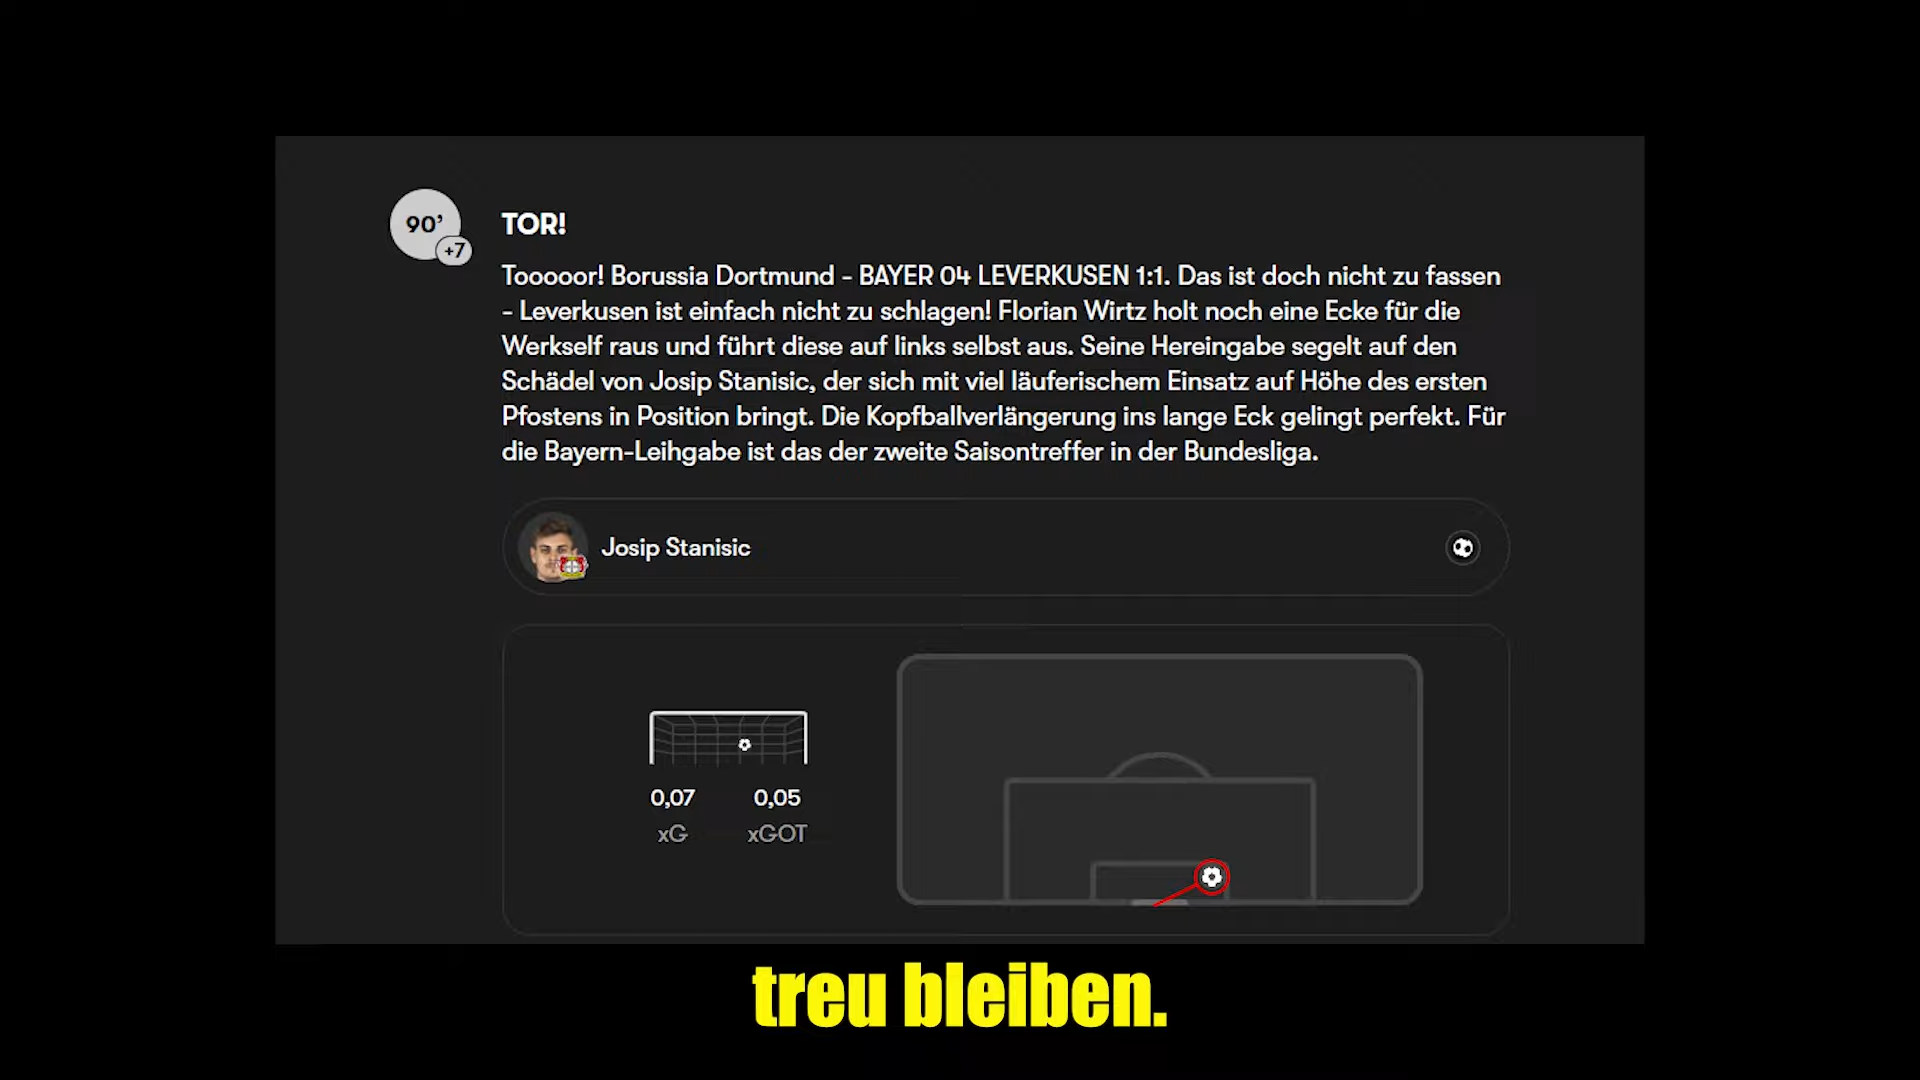 90’
+7
TOR!
Tooooor! Borussia Dortmund - BAYER 04 LEVERKUSEN 1:1. Das ist doch nicht zu fassen
- Leverkusen ist einfach nicht zu schlagen! Florian Wirtz holt noch eine Ecke für die
Werkself raus und führt diese auf links selbst aus. Seine Hereingabe segelt auf den
Schädel von Josip Stanisic, der sich mit viel läuferischem Einsatz auf Höhe des ersten
Pfostens in Position bringt. Die Kopfballverlängerung ins lange Eck gelingt perfekt. Für
die Bayern-Leihgabe ist das der zweite Saisontreffer in der Bundesliga.
Josip Stanisic
0,07 0,05
xG xGOT
treu bleiben.